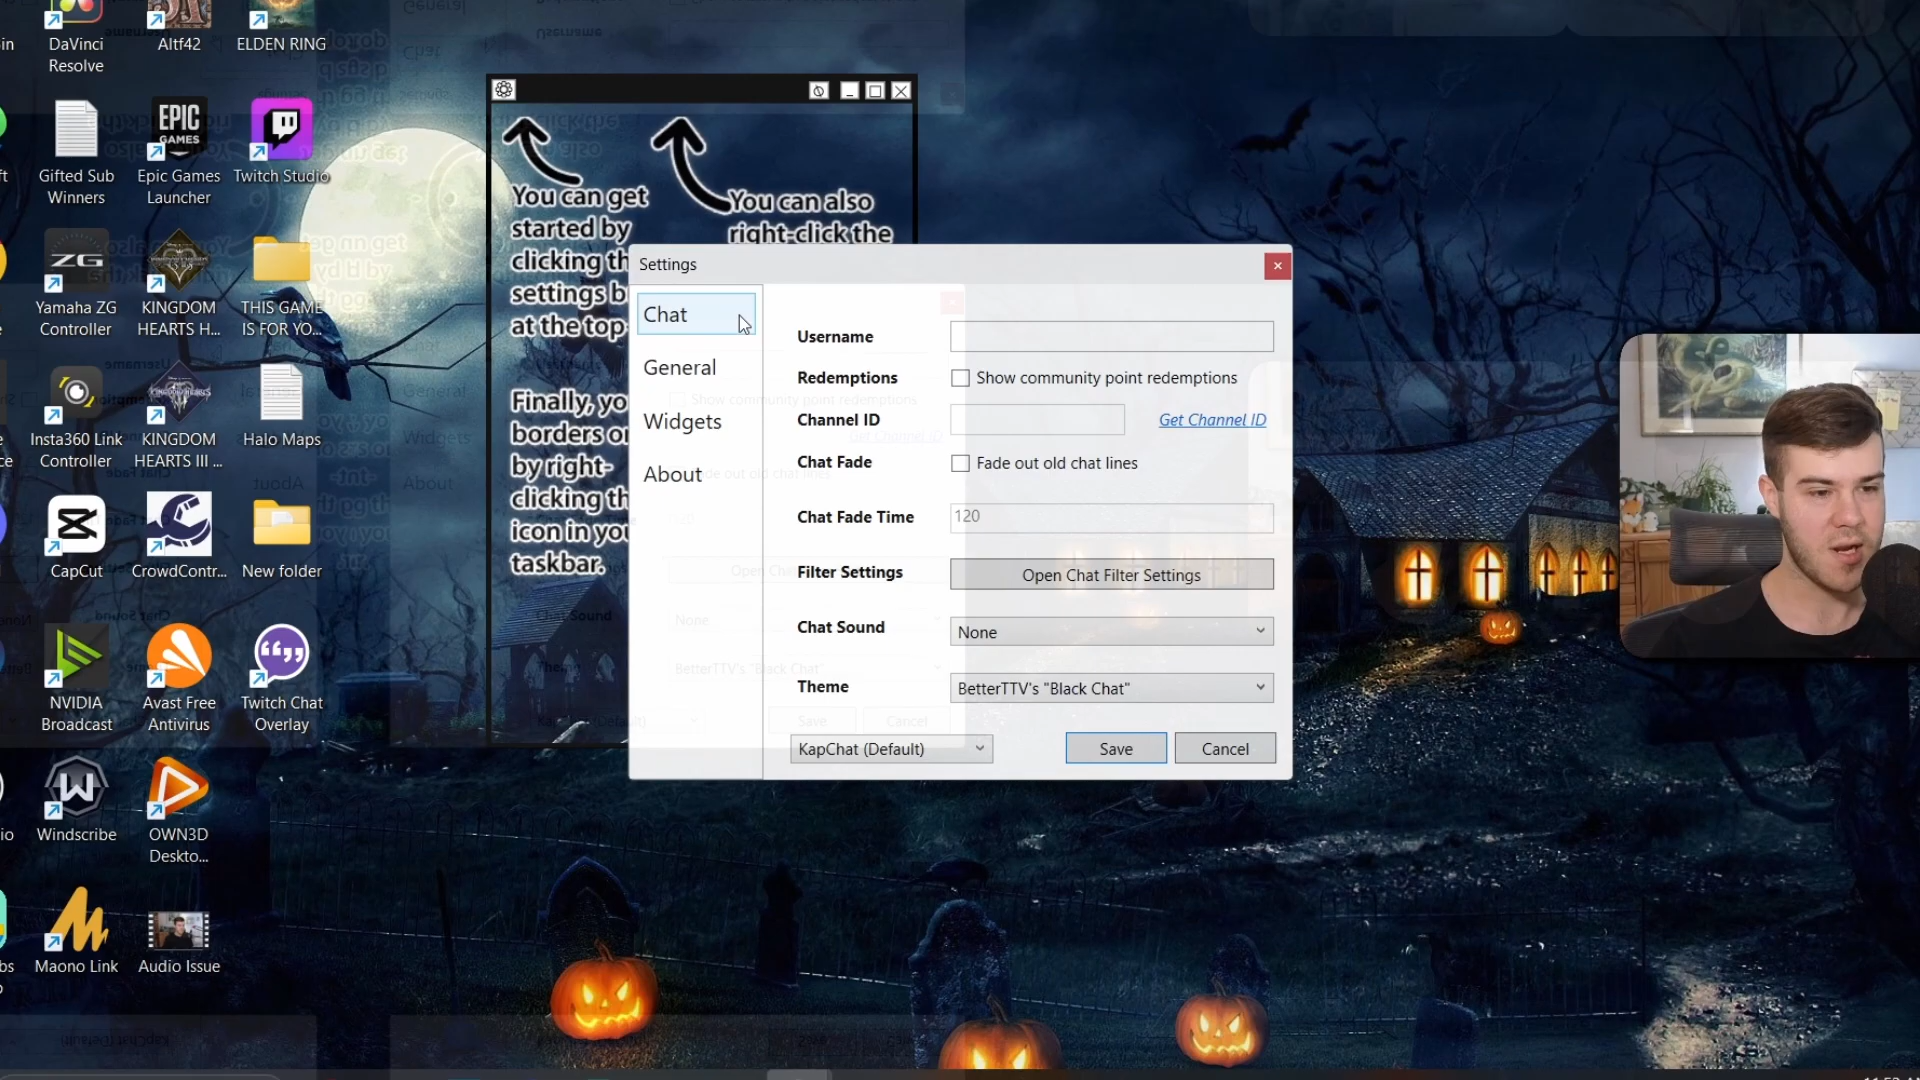 DaVinci
Resolve
Altf42
ELDEN RING
Gifted Sub
Winners
EPIC
GAMES
Epic Games
Launcher
Twitch Studio
ZG
Yamaha ZG
Controller
KINGDOM
HEARTS H...
THIS GAME
IS FOR YO...
Insta360 Link
Controller
KINGDOM
HEARTS III ...
Halo Maps
CapCut
CrowdContr...
New folder
NVIDIA
Broadcast
Avast Free
Antivirus
Twitch Chat
Overlay
Windscribe
OWN3D
Deskto...
Maono Link
Audio Issue
You can get
started by
clicking th
settings b
at the top-
You can also
right-click the
Finally, yo
borders or
by right-
clicking th
icon in you
taskbar.
Settings
Chat
General
Widgets
About
Username
Redemptions
Show community point redemptions
Channel ID
Get Channel ID
Chat Fade
Fade out old chat lines
Chat Fade Time
120
Filter Settings
Open Chat Filter Settings
Chat Sound
None
Theme
BetterTTV's "Black Chat"
KapChat (Default)
Save
Cancel